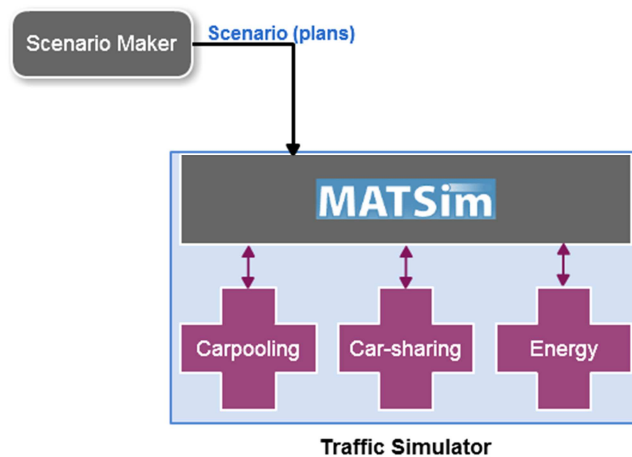 Scenario Maker
Scenario (plans)
MATSim
Carpooling
Car-sharing
Energy
Traffic Simulator